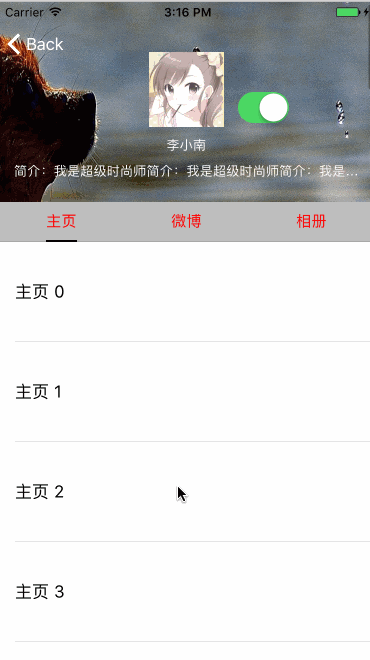 Carrier 3:16 PM
Back
李小南
简介：我是超级时尚师简介：我是超级时尚师简介：我是...
主页 微博 相册
主页 0
主页 1
主页 2
主页 3